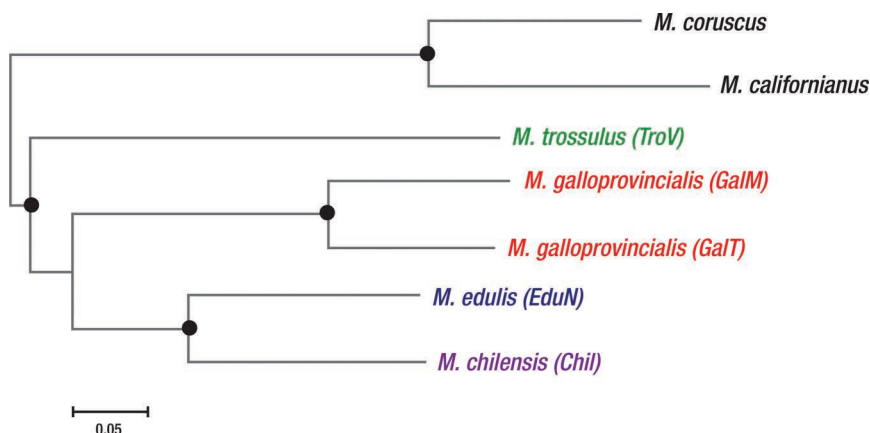 M. coruscus
M. californianus
M. trossulus (TroV)
M. galloprovincialis (GalM)
M. galloprovincialis (GalT)
M. edulis (EduN)
M. chilensis (Chil)
0.05